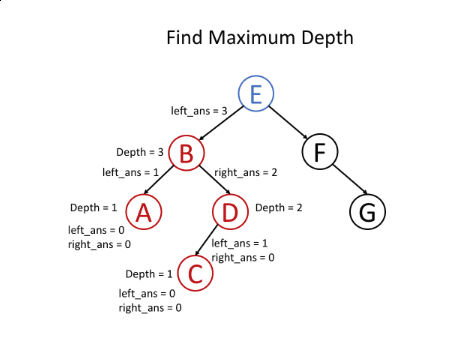 Find Maximum Depth
E
left_ans = 3
Depth = 3
B
F
left_ans = 1
right_ans = 2
Depth = 1
A
D
Depth = 2
G
left_ans = 0
right_ans = 0
left_ans = 1
right_ans = 0
Depth = 1
C
left_ans = 0
right_ans = 0